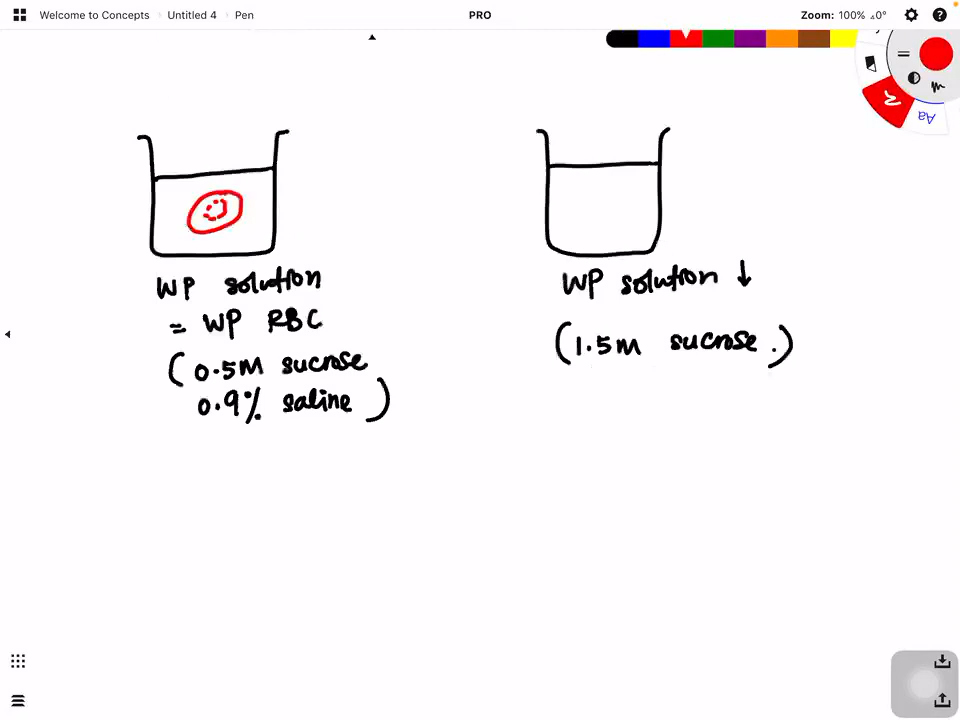 Welcome to Concepts › Untitled 4 › Pen
PRO
Zoom: 100% ⊿0°
Aa
WP solution
= WP RBC
(0.5M sucrose
0.9% saline)
WP solution ↓
(1.5M sucrose.)